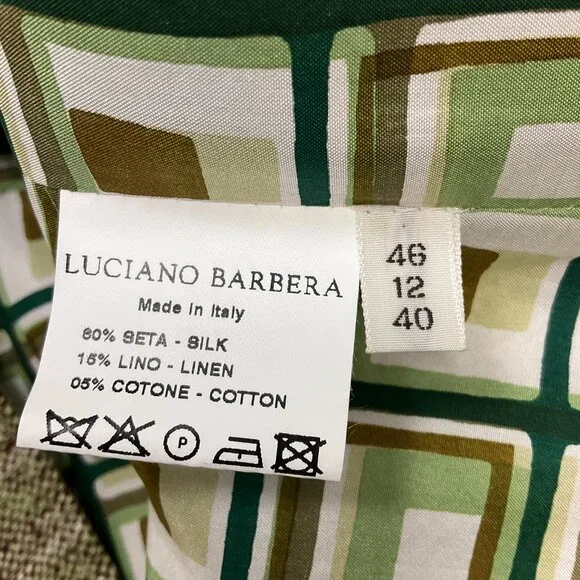 LUCIANO BARBERA
Made in Italy
80% SETA - SILK
15% LINO - LINEN
05% COTONE - COTTON
P
46
12
40